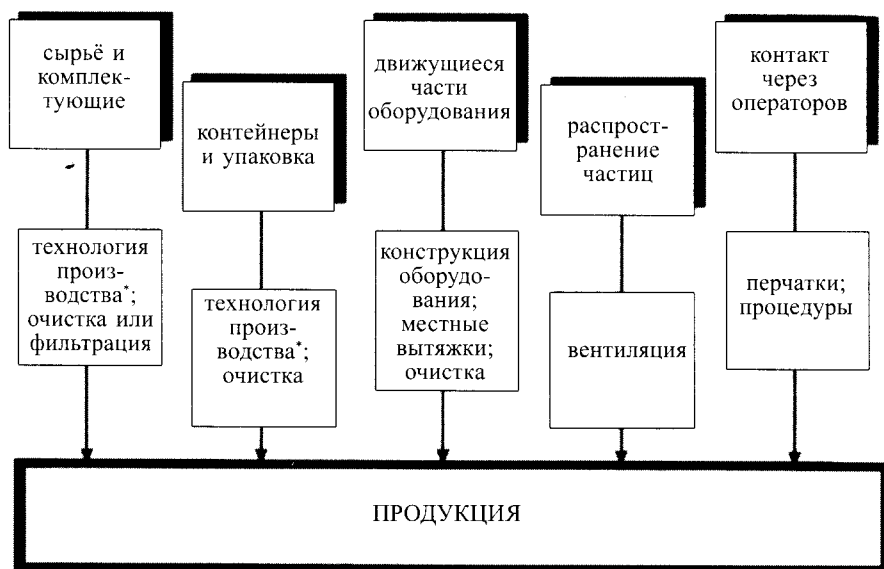 сырьё и
комплек-
тующие
контейнеры
и упаковка
движущиеся
части
оборудования
распрост-
ранение
частиц
контакт
через
операторов
технология
произ-
водства*;
очистка или
фильтрация
технология
произ-
водства*;
очистка
конструкция
оборудо-
вания;
местные
вытяжки;
очистка
вентиляция
перчатки;
процедуры
ПРОДУКЦИЯ